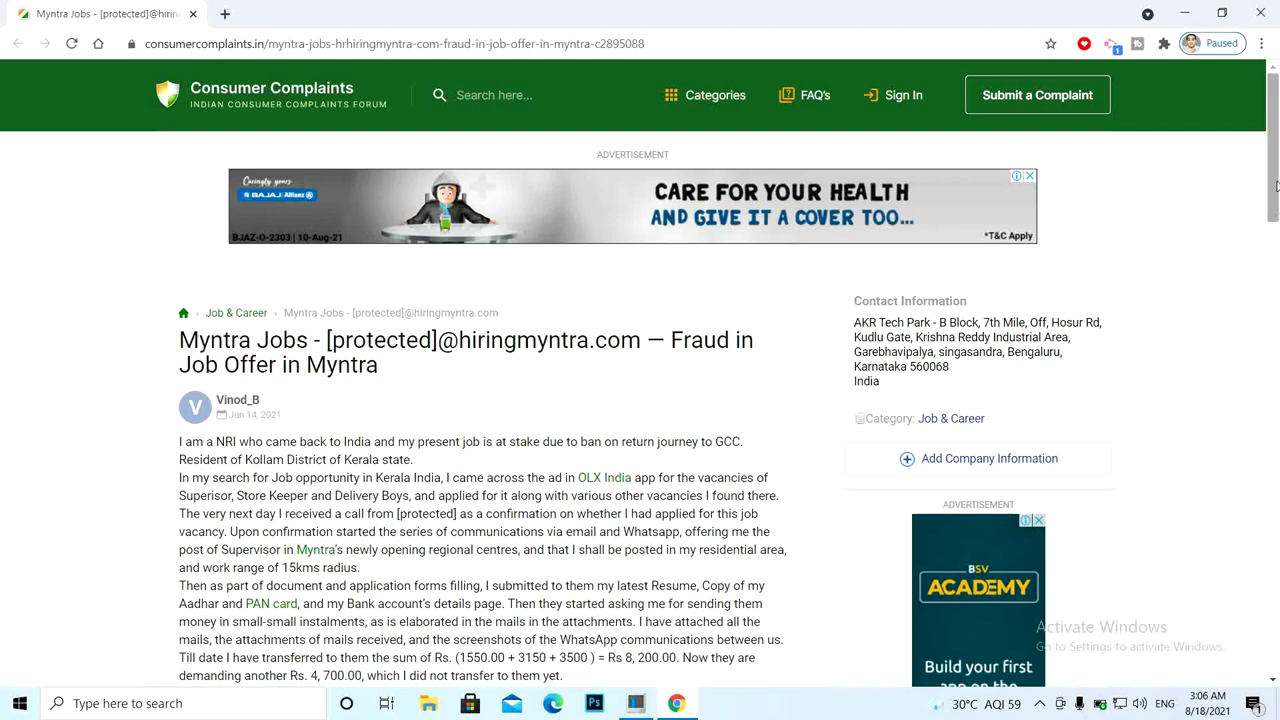 Myntra Jobs - [protected]@hirin
consumercomplaints.in/myntra-jobs-hrhiringmyntra-com-fraud-in-job-offer-in-myntra-c2895088
1
Paused
Consumer Complaints
INDIAN CONSUMER COMPLAINTS FORUM
Search here...
Categories
FAQ's
Sign In
Submit a Complaint
ADVERTISEMENT
Caringly yours
BAJAJ Allianz
CARE FOR YOUR HEALTH
AND GIVE IT A COVER TOO...
BJAZ-O-2303 | 10-Aug-21
*T&C Apply
Job & Career
Myntra Jobs - [protected]@hiringmyntra.com
Myntra Jobs - [protected]@hiringmyntra.com — Fraud in
Job Offer in Myntra
V
Vinod_B
Jun 14, 2021
I am a NRI who came back to India and my present job is at stake due to ban on return journey to GCC.
Resident of Kollam District of Kerala state.
In my search for Job opportunity in Kerala India, I came across the ad in OLX India app for the vacancies of
Superisor, Store Keeper and Delivery Boys, and applied for it along with various other vacancies I found there.
The very next day I received a call from [protected] as a confirmation on whether I had applied for this job
vacancy. Upon confirmation started the series of communications via email and Whatsapp, offering me the
post of Supervisor in Myntra's newly opening regional centres, and that I shall be posted in my residential area,
and work range of 15kms radius.
Then as part of document and application forms filling, I submitted to them my latest Resume, Copy of my
Aadhar and PAN card, and my Bank account's details page. Then they started asking me for sending them
money in small-small instalments, as is elaborated in the mails in the attachments. I have attached all the
mails, the attachments of mails received, and the screenshots of the WhatsApp communications between us.
Till date I have transferred to them the sum of Rs. (1550.00 + 3150 + 3500 ) = Rs 8, 200.00. Now they are
demanding another Rs. 4, 700.00, which I did not transfer to them yet.
Contact Information
AKR Tech Park - B Block, 7th Mile, Off, Hosur Rd,
Kudlu Gate, Krishna Reddy Industrial Area,
Garebhavipalya, singasandra, Bengaluru,
Karnataka 560068
India
Category: Job & Career
Add Company Information
ADVERTISEMENT
BSV
ACADEMY
Build your first
app on the
Activate Windows
Go to Settings to activate Windows.
Type here to search
Ps
30°C AQI 59
ENG
3:06 AM
8/18/2021
1